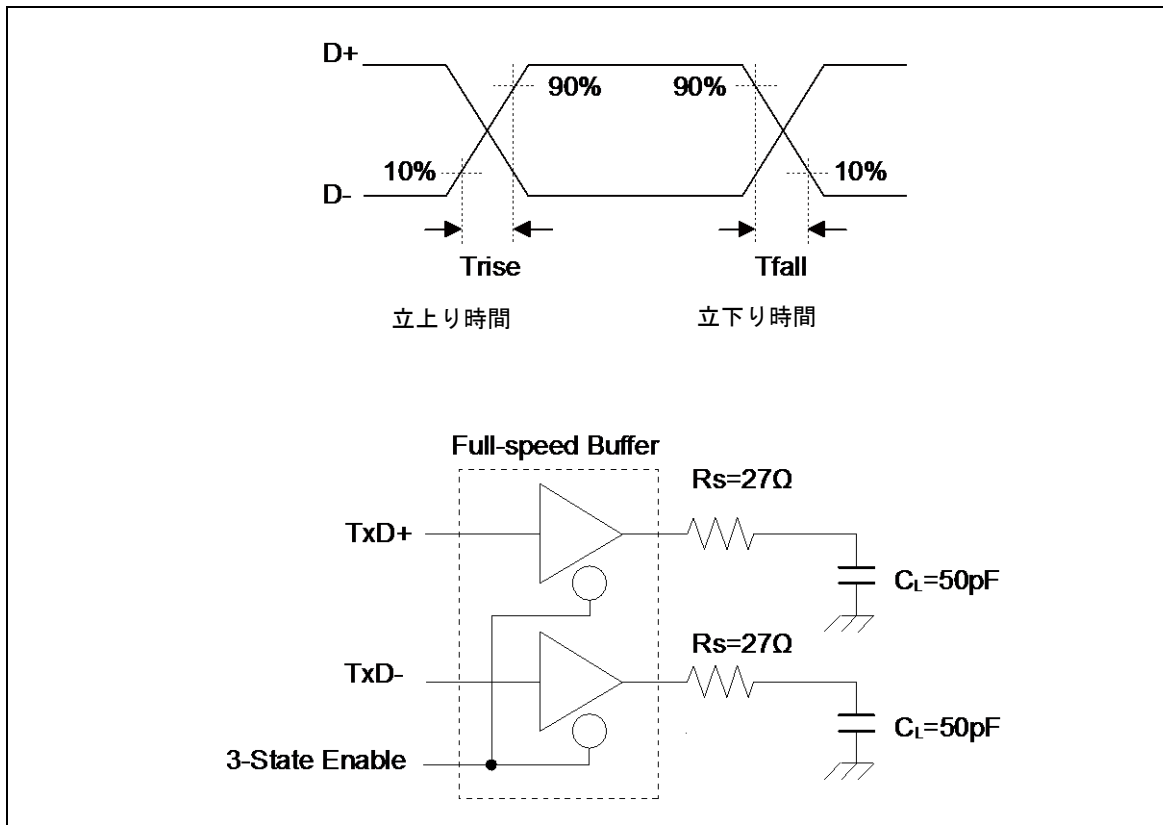 D+
90%
90%
10%
10%
D-
Trise
Tfall
立上り時間
立下り時間
Full-speed Buffer
Rs=27Ω
TxD+
CL=50pF
Rs=27Ω
TxD-
CL=50pF
3-State Enable